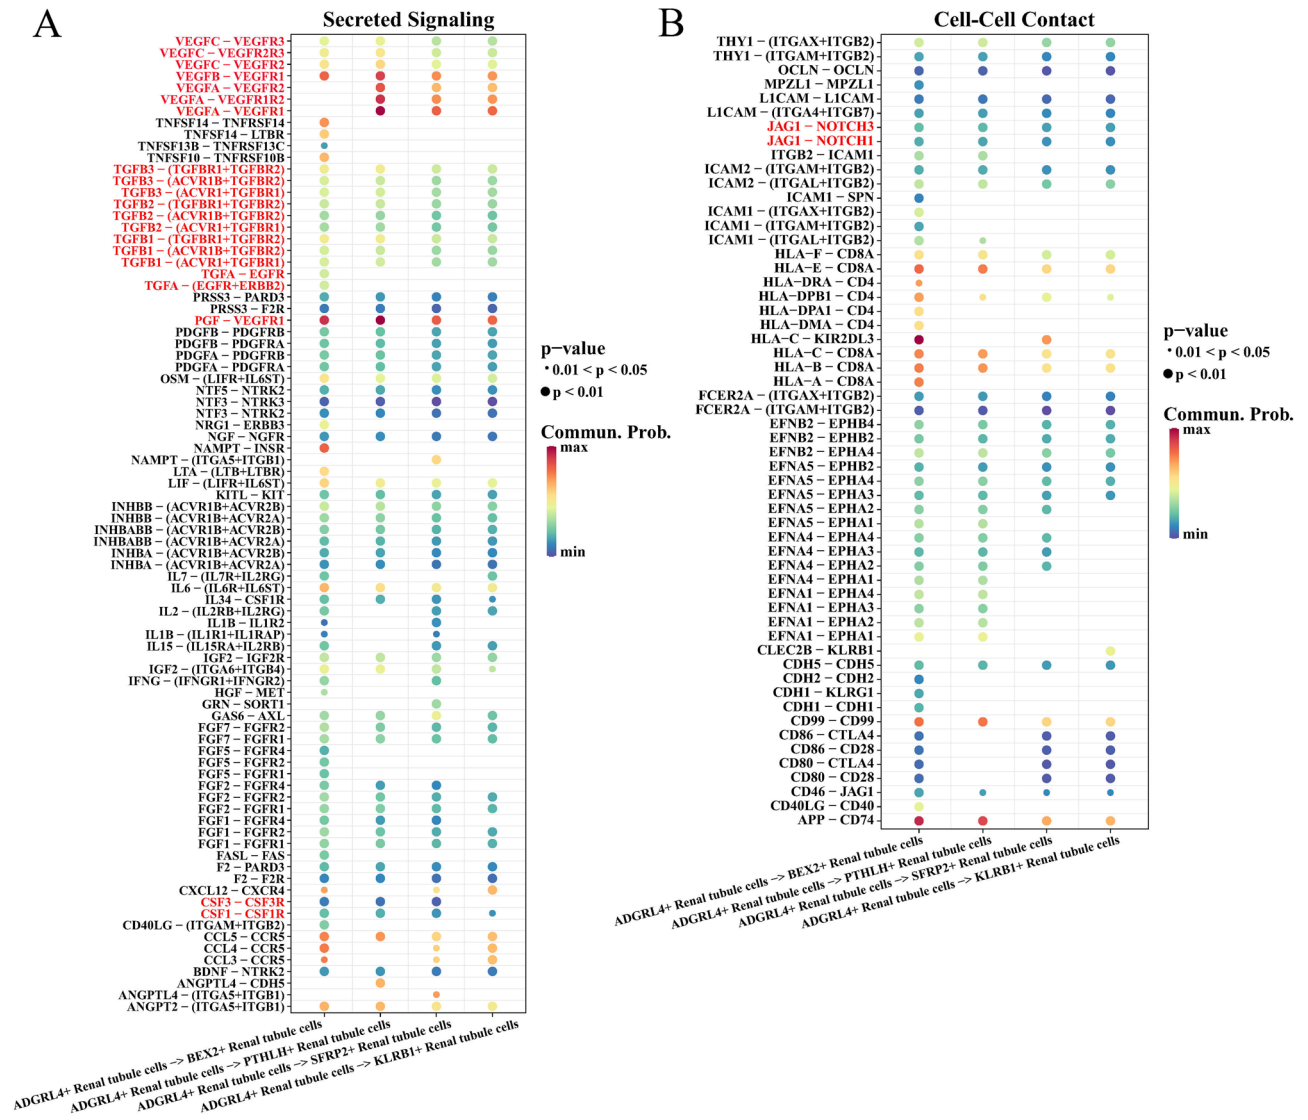 A
Secreted Signaling
VEGFC − VEGFR3
VEGFC − VEGFR2R3
VEGFC − VEGFR2
VEGFB − VEGFR1
VEGFA − VEGFR2
VEGFA − VEGFR1R2
VEGFA − VEGFR1
TNFSF14 − TNFRSF14
TNFSF14 − LTBR
TNFSF13B − TNFRSF13C
TNFSF10 − TNFRSF10B
TGFB3 − (TGFBR1+TGFBR2)
TGFB3 − (ACVR1B+TGFBR2)
TGFB3 − (ACVR1+TGFBR1)
TGFB2 − (TGFBR1+TGFBR2)
TGFB2 − (ACVR1B+TGFBR2)
TGFB2 − (ACVR1+TGFBR1)
TGFB1 − (TGFBR1+TGFBR2)
TGFB1 − (ACVR1B+TGFBR2)
TGFB1 − (ACVR1+TGFBR1)
TGFA − EGFR
TGFA − (EGFR+ERBB2)
PRSS3 − PARD3
PRSS3 − F2R
PGF − VEGFR1
PDGFB − PDGFRB
PDGFB − PDGFRA
PDGFA − PDGFRB
PDGFA − PDGFRA
OSM − (LIFR+IL6ST)
NTF5 − NTRK2
NTF3 − NTRK3
NTF3 − NTRK2
NRG1 − ERBB3
NGF − NGFR
NAMPT − INSR
NAMPT − (ITGA5+ITGB1)
LTA − (LTB+LTBR)
LIF − (LIFR+IL6ST)
KITL − KIT
INHBB − (ACVR1B+ACVR2B)
INHBB − (ACVR1B+ACVR2A)
INHBABB − (ACVR1B+ACVR2B)
INHBABB − (ACVR1B+ACVR2A)
INHBA − (ACVR1B+ACVR2B)
INHBA − (ACVR1B+ACVR2A)
IL7 − (IL7R+IL2RG)
IL6 − (IL6R+IL6ST)
IL34 − CSF1R
IL2 − (IL2RB+IL2RG)
IL1B − IL1R2
IL1B − (IL1R1+IL1RAP)
IL15 − (IL15RA+IL2RB)
IGF2 − IGF2R
IGF2 − (ITGA6+ITGB4)
IFNG − (IFNGR1+IFNGR2)
HGF − MET
GRN − SORT1
GAS6 − AXL
FGF7 − FGFR2
FGF7 − FGFR1
FGF5 − FGFR4
FGF5 − FGFR2
FGF5 − FGFR1
FGF2 − FGFR4
FGF2 − FGFR2
FGF2 − FGFR1
FGF1 − FGFR4
FGF1 − FGFR2
FGF1 − FGFR1
FASL − FAS
F2 − PARD3
F2 − F2R
CXCL12 − CXCR4
CSF3 − CSF3R
CSF1 − CSF1R
CD40LG − (ITGAM+ITGB2)
CCL5 − CCR5
CCL4 − CCR5
CCL3 − CCR5
BDNF − NTRK2
ANGPTL4 − CDH5
ANGPTL4 − (ITGA5+ITGB1)
ANGPT2 − (ITGA5+ITGB1)
ADGRL4+ Renal tubule cells −> BEX2+ Renal tubule cells
ADGRL4+ Renal tubule cells −> PTHLH+ Renal tubule cells
ADGRL4+ Renal tubule cells −> SFRP2+ Renal tubule cells
ADGRL4+ Renal tubule cells −> KLRB1+ Renal tubule cells
p−value
0.01 < p < 0.05
p < 0.01
Commun. Prob.
max
min
B
Cell−Cell Contact
THY1 − (ITGAX+ITGB2)
THY1 − (ITGAM+ITGB2)
OCLN − OCLN
MPZL1 − MPZL1
L1CAM − L1CAM
L1CAM − (ITGA4+ITGB7)
JAG1 − NOTCH3
JAG1 − NOTCH1
ITGB2 − ICAM1
ICAM2 − (ITGAM+ITGB2)
ICAM2 − (ITGAL+ITGB2)
ICAM1 − SPN
ICAM1 − (ITGAX+ITGB2)
ICAM1 − (ITGAM+ITGB2)
ICAM1 − (ITGAL+ITGB2)
HLA−F − CD8A
HLA−E − CD8A
HLA−DRA − CD4
HLA−DPB1 − CD4
HLA−DPA1 − CD4
HLA−DMA − CD4
HLA−C − KIR2DL3
HLA−C − CD8A
HLA−B − CD8A
HLA−A − CD8A
FCER2A − (ITGAX+ITGB2)
FCER2A − (ITGAM+ITGB2)
EFNB2 − EPHB4
EFNB2 − EPHB2
EFNB2 − EPHA4
EFNA5 − EPHB2
EFNA5 − EPHA4
EFNA5 − EPHA3
EFNA5 − EPHA2
EFNA5 − EPHA1
EFNA4 − EPHA4
EFNA4 − EPHA3
EFNA4 − EPHA2
EFNA4 − EPHA1
EFNA1 − EPHA4
EFNA1 − EPHA3
EFNA1 − EPHA2
EFNA1 − EPHA1
CLEC2B − KLRB1
CDH5 − CDH5
CDH2 − CDH2
CDH1 − KLRG1
CDH1 − CDH1
CD99 − CD99
CD86 − CTLA4
CD86 − CD28
CD80 − CTLA4
CD80 − CD28
CD46 − JAG1
CD40LG − CD40
APP − CD74
ADGRL4+ Renal tubule cells −> BEX2+ Renal tubule cells
ADGRL4+ Renal tubule cells −> PTHLH+ Renal tubule cells
ADGRL4+ Renal tubule cells −> SFRP2+ Renal tubule cells
ADGRL4+ Renal tubule cells −> KLRB1+ Renal tubule cells
p−value
0.01 < p < 0.05
p < 0.01
Commun. Prob.
max
min